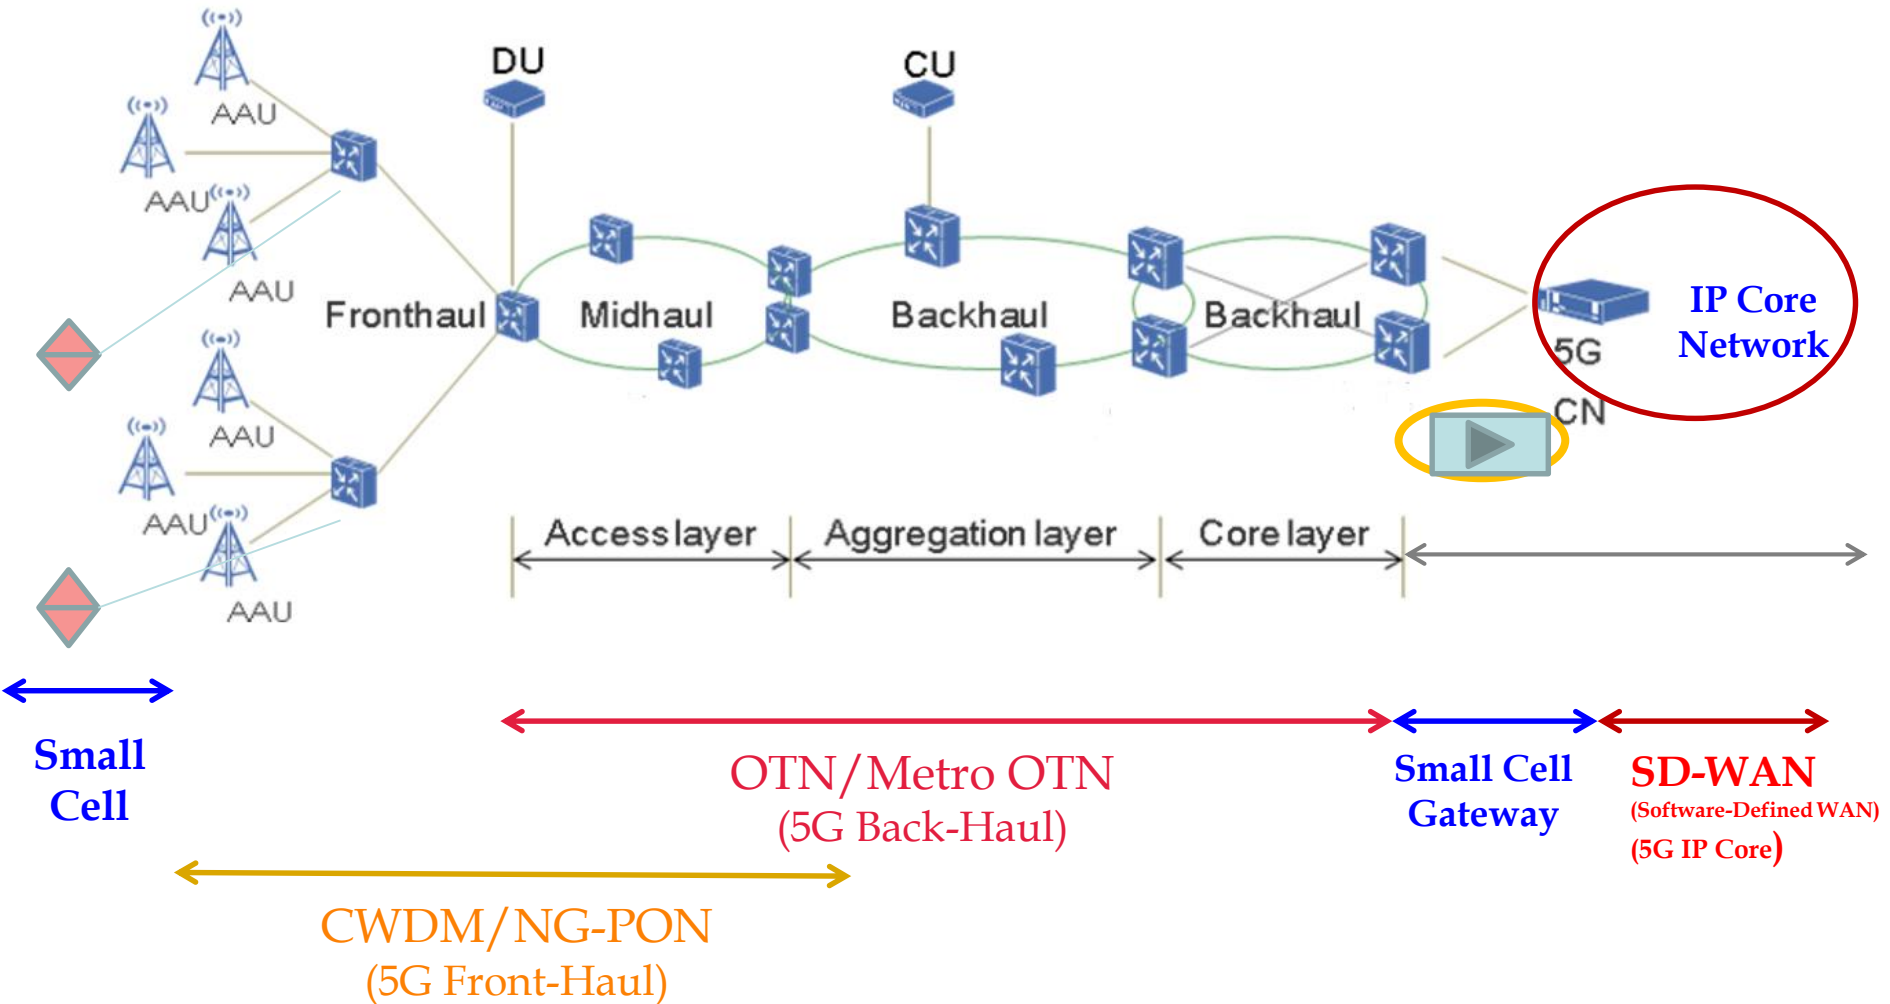 DU
CU
AAU
AAU
AAU
Fronthaul
Midhaul
Backhaul
Backhaul
IP Core
Network
5G
CN
AAU
AAU
AAU
Access layer
Aggregation layer
Core layer
Small
Cell
OTN/Metro OTN
(5G Back-Haul)
Small Cell
Gateway
SD-WAN
(Software-Defined WAN)
(5G IP Core)
CWDM/NG-PON
(5G Front-Haul)